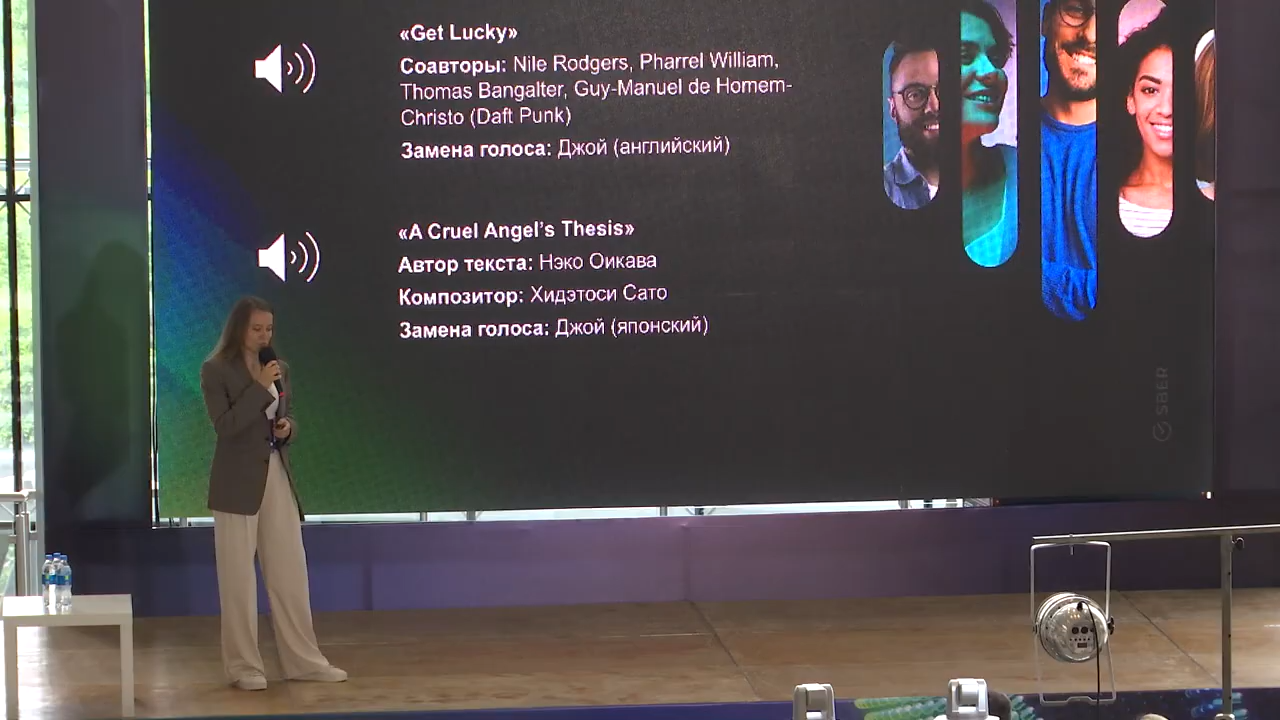 «Get Lucky»
Соавторы: Nile Rodgers, Pharrel William,
Thomas Bangalter, Guy-Manuel de Homem-
Christo (Daft Punk)
Замена голоса: Джой (английский)
«A Cruel Angel's Thesis»
Автор текста: Нэко Оикава
Композитор: Хидэтоси Сато
Замена голоса: Джой (японский)
SBER